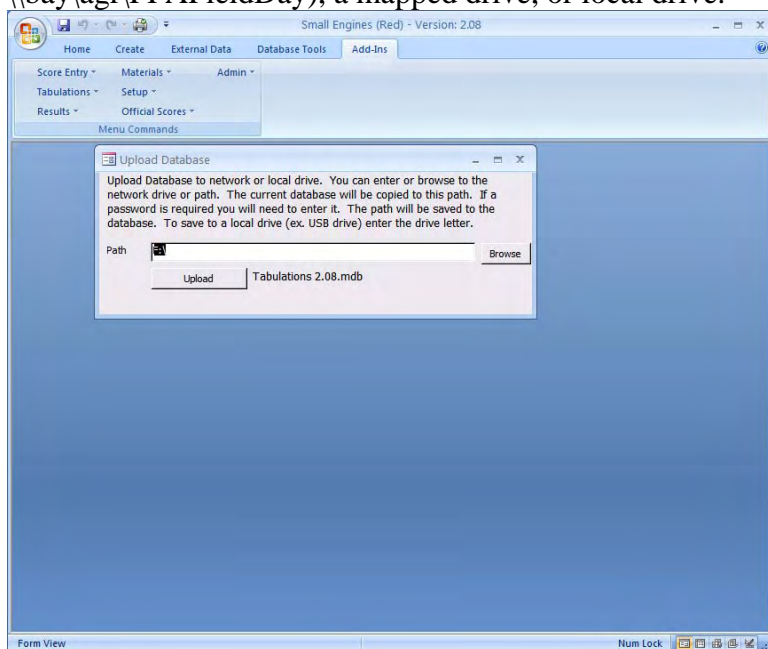 \\bay\agr\FFAFieldDay), a mapped drive, or local drive.
Small Engines (Red) - Version: 2.08
Home Create External Data Database Tools Add-Ins
Score Entry Materials Admin
Tabulations Setup
Results Official Scores
Menu Commands
Upload Database
Upload Database to network or local drive. You can enter or browse to the
network drive or path. The current database will be copied to this path. If a
password is required you will need to enter it. The path will be saved to the
database. To save to a local drive (ex. USB drive) enter the drive letter.
Path Browse
Upload Tabulations 2.08.mdb
Form View Num Lock